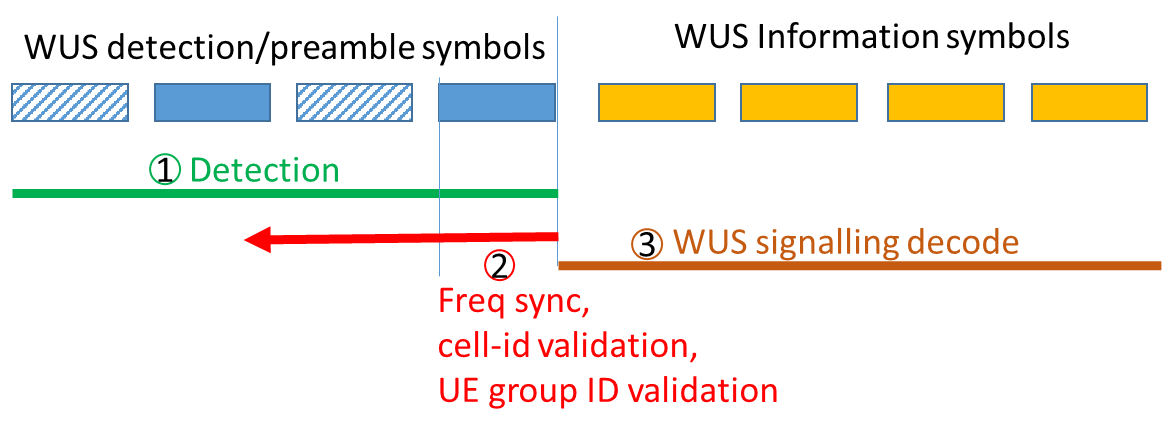 WUS detection/preamble symbols
WUS Information symbols
① Detection
② 
③ WUS signalling decode
Freq sync,
cell-id validation,
UE group ID validation